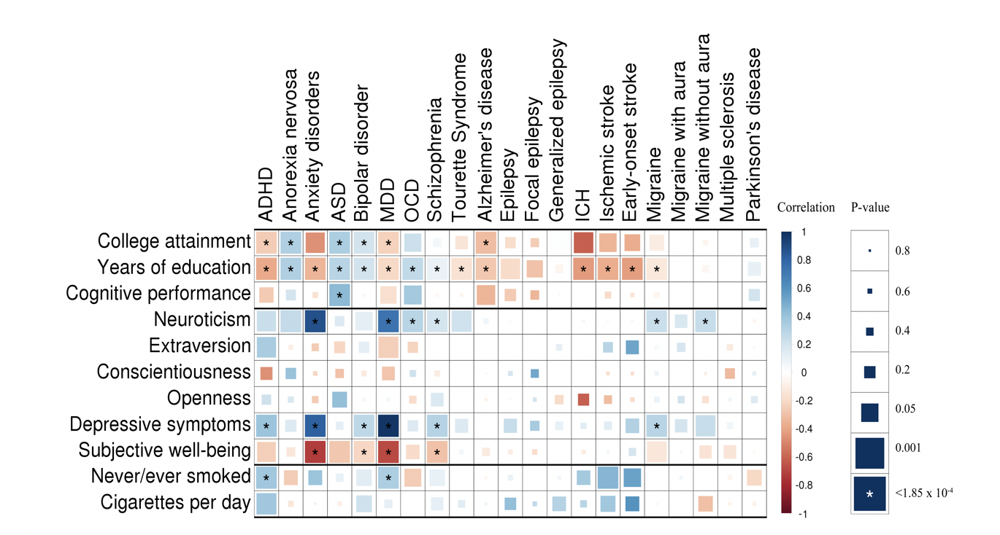 ADHD
Anorexia nervosa
Anxiety disorders
ASD
Bipolar disorder
MDD
OCD
Schizophrenia
Tourette Syndrome
Alzheimer's disease
Epilepsy
Focal epilepsy
Generalized epilepsy
ICH
Ischemic stroke
Early-onset stroke
Migraine
Migraine with aura
Migraine without aura
Multiple sclerosis
Parkinson's disease
College attainment * * * * * *
Years of education * * * * * * * * * * * * * *
Cognitive performance *
Neuroticism * * * * * *
Extraversion
Conscientiousness
Openness
Depressive symptoms * * * * * *
Subjective well-being * * * *
Never/ever smoked * *
Cigarettes per day
Correlation
1
0.8
0.6
0.4
0.2
0
-0.2
-0.4
-0.6
-0.8
-1
P-value
0.8
0.6
0.4
0.2
0.05
0.001
* <1.85 x 10⁻⁴